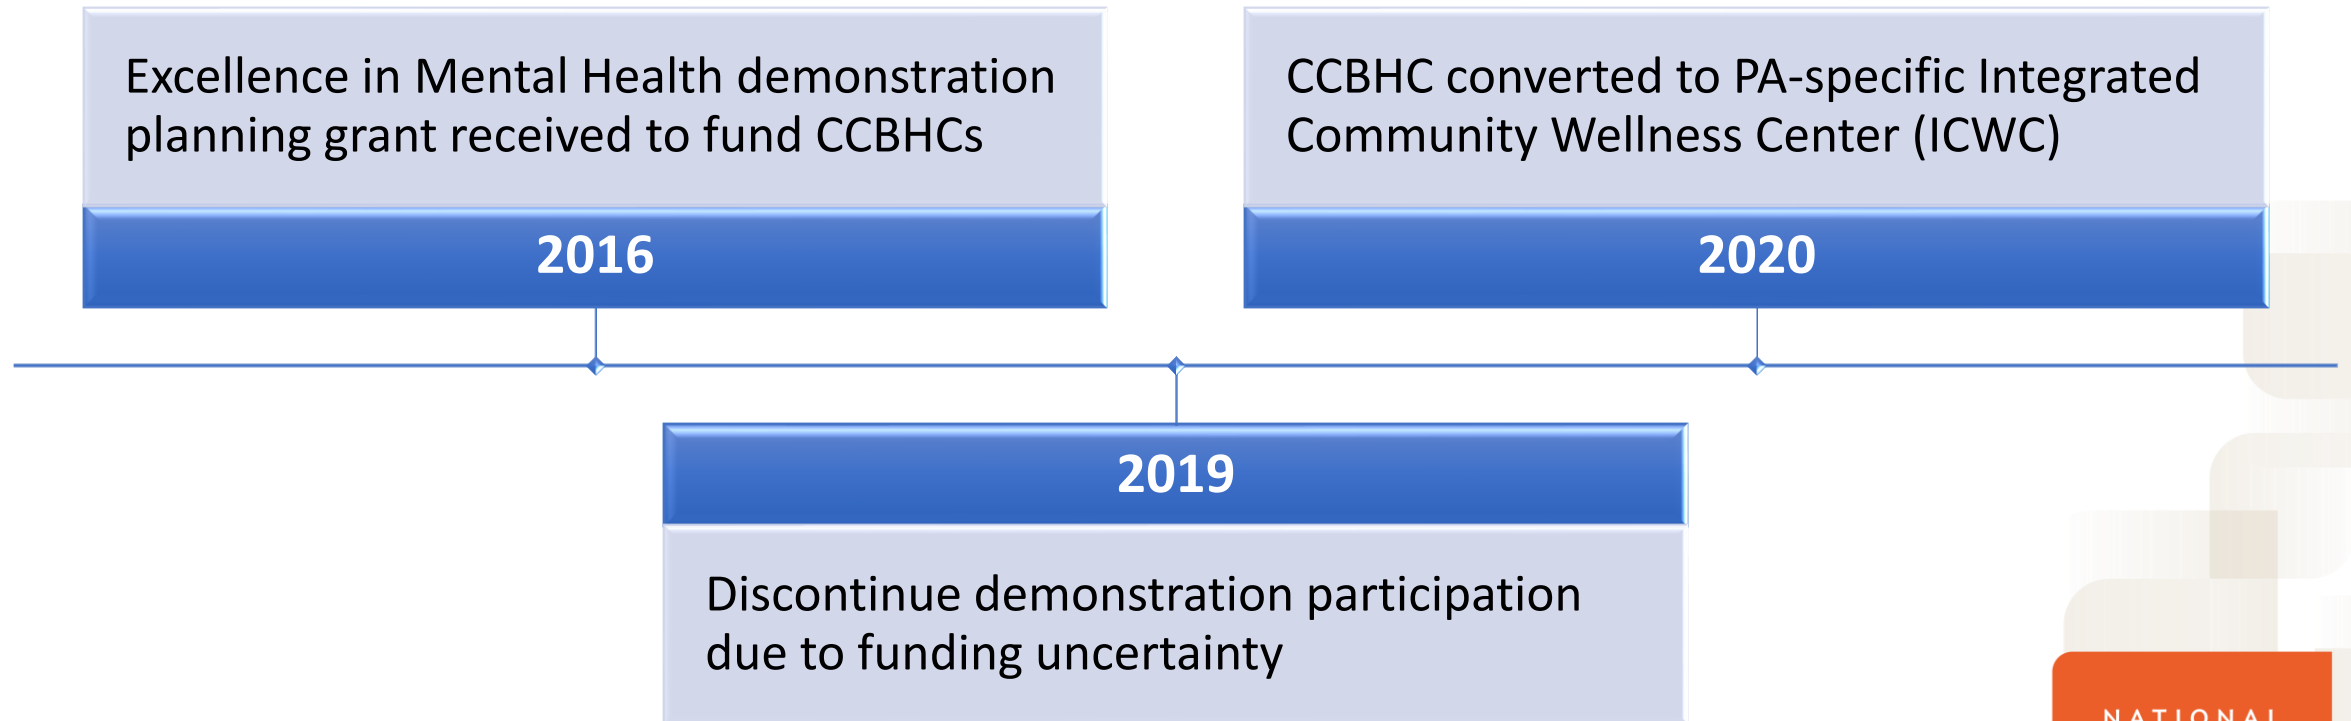 Excellence in Mental Health demonstration
planning grant received to fund CCBHCs
2016
CCBHC converted to PA-specific Integrated
Community Wellness Center (ICWC)
2020
2019
Discontinue demonstration participation
due to funding uncertainty
NATIONAL